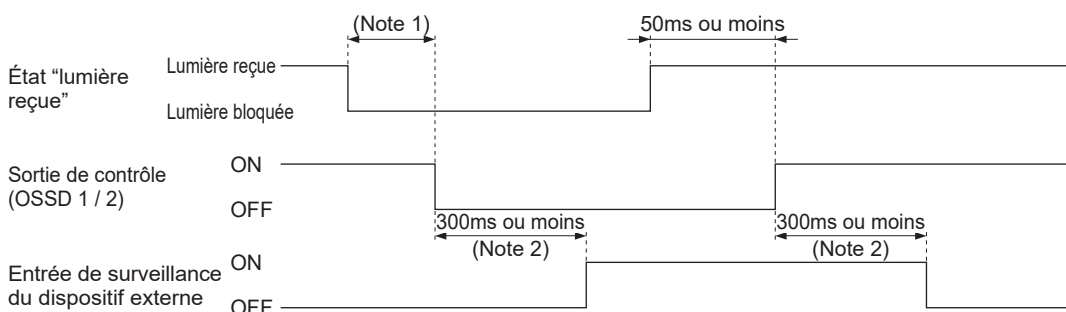 (Note 1)
50ms ou moins
État “lumière
reçue”
Lumière reçue
Lumière bloquée
Sortie de contrôle
(OSSD 1 / 2)
ON
OFF
300ms ou moins
(Note 2)
300ms ou moins
(Note 2)
Entrée de surveillance
du dispositif externe
ON
OFF